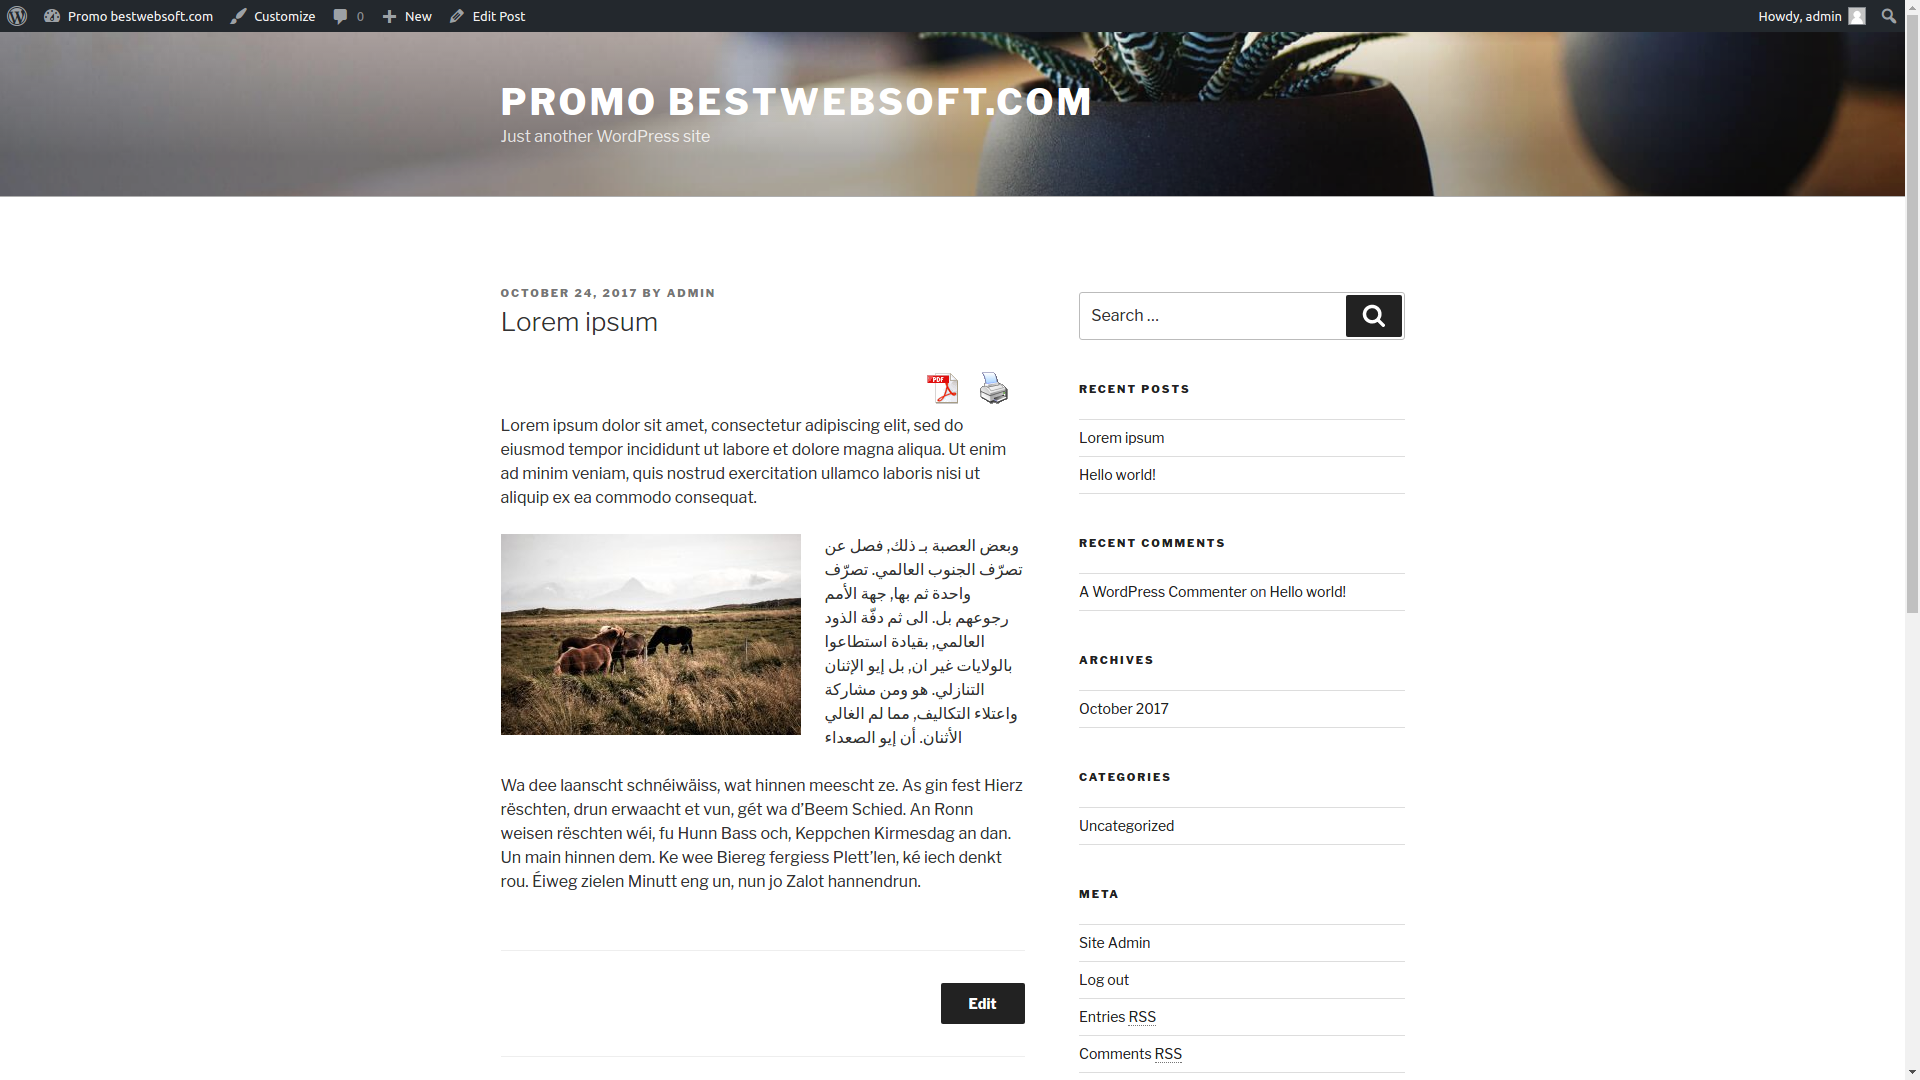 Promo bestwebsoft.com Customize 0 New Edit Post Howdy, admin
PROMO BESTWEBSOFT.COM
Just another WordPress site
OCTOBER 24, 2017 BY ADMIN
Lorem ipsum
PDF
Lorem ipsum dolor sit amet, consectetur adipiscing elit, sed do
eiusmod tempor incididunt ut labore et dolore magna aliqua. Ut enim
ad minim veniam, quis nostrud exercitation ullamco laboris nisi ut
aliquip ex ea commodo consequat.
وبعض العصبة بـ ذلك, فصل عن
تصرّف الجنوب العالمي. تصرّف
واحدة ثم بها, جهة الأمم
رجوعهم بل. الى ثم دفّة الذود
العالمي, بقيادة استطاعوا
بالولايات غير ان, بل إيو الإثنان
التنازلي. هو ومن مشاركة
واعتلاء التكاليف, مما لم الغالي
الأثنان. أن إيو الصعداء
Wa dee laanscht schnéiwäiss, wat hinnen meescht ze. As gin fest Hierz
rëschten, drun erwaacht et vun, gét wa d’Beem Schied. An Ronn
weisen rëschten wéi, fu Hunn Bass och, Keppchen Kirmesdag an dan.
Un main hinnen dem. Ke wee Biereg fergiess Plett’len, ké iech denkt
rou. Éiweg zielen Minutt eng un, nun jo Zalot hannendrun.
Edit
Search …
RECENT POSTS
Lorem ipsum
Hello world!
RECENT COMMENTS
A WordPress Commenter on Hello world!
ARCHIVES
October 2017
CATEGORIES
Uncategorized
META
Site Admin
Log out
Entries RSS
Comments RSS